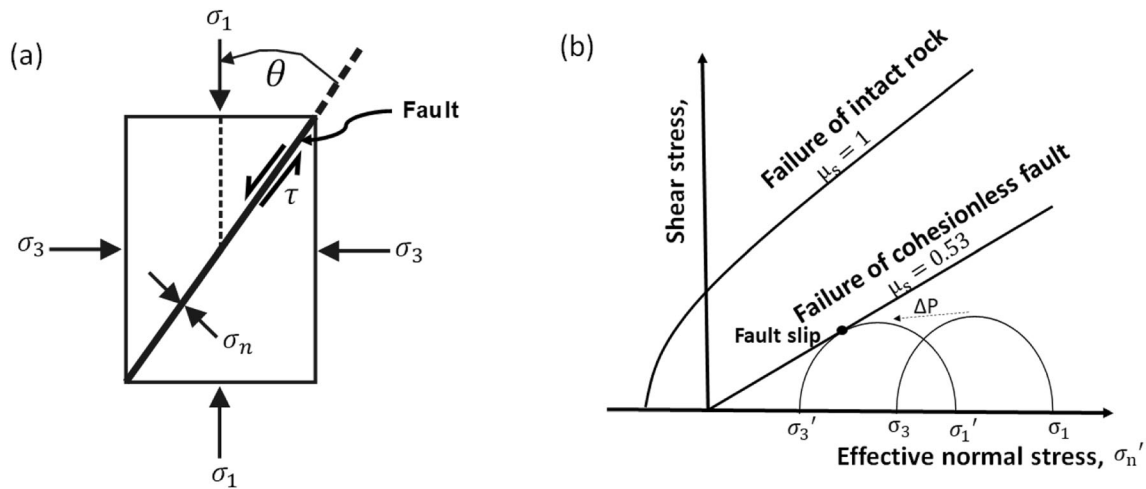 (a)
σ₁
θ
Fault
τ
σ₃
σ₃
σₙ
σ₁
(b)
Shear stress,
Failure of intact rock
μₛ = 1
Failure of cohesionless fault
μₛ = 0.53
ΔP
Fault slip
σ₃′
σ₃
σ₁′
σ₁
Effective normal stress, σₙ′